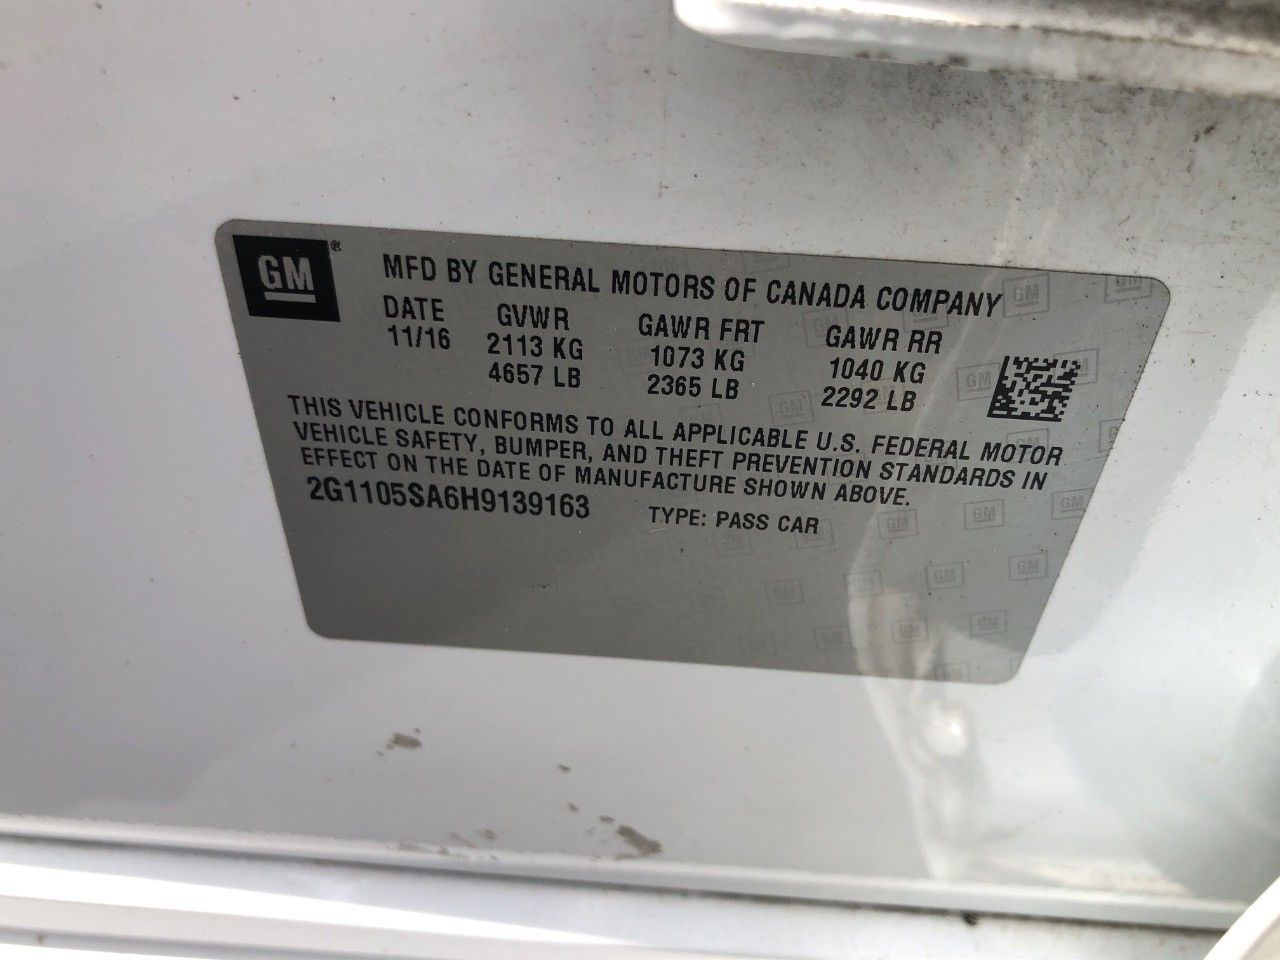 GM®
MFD BY GENERAL MOTORS OF CANADA COMPANY
DATE GVWR GAWR FRT GAWR RR
11/16 2113 KG 1073 KG 1040 KG
4657 LB 2365 LB 2292 LB
THIS VEHICLE CONFORMS TO ALL APPLICABLE U.S. FEDERAL MOTOR
VEHICLE SAFETY, BUMPER, AND THEFT PREVENTION STANDARDS IN
EFFECT ON THE DATE OF MANUFACTURE SHOWN ABOVE.
2G1105SA6H9139163 TYPE: PASS CAR